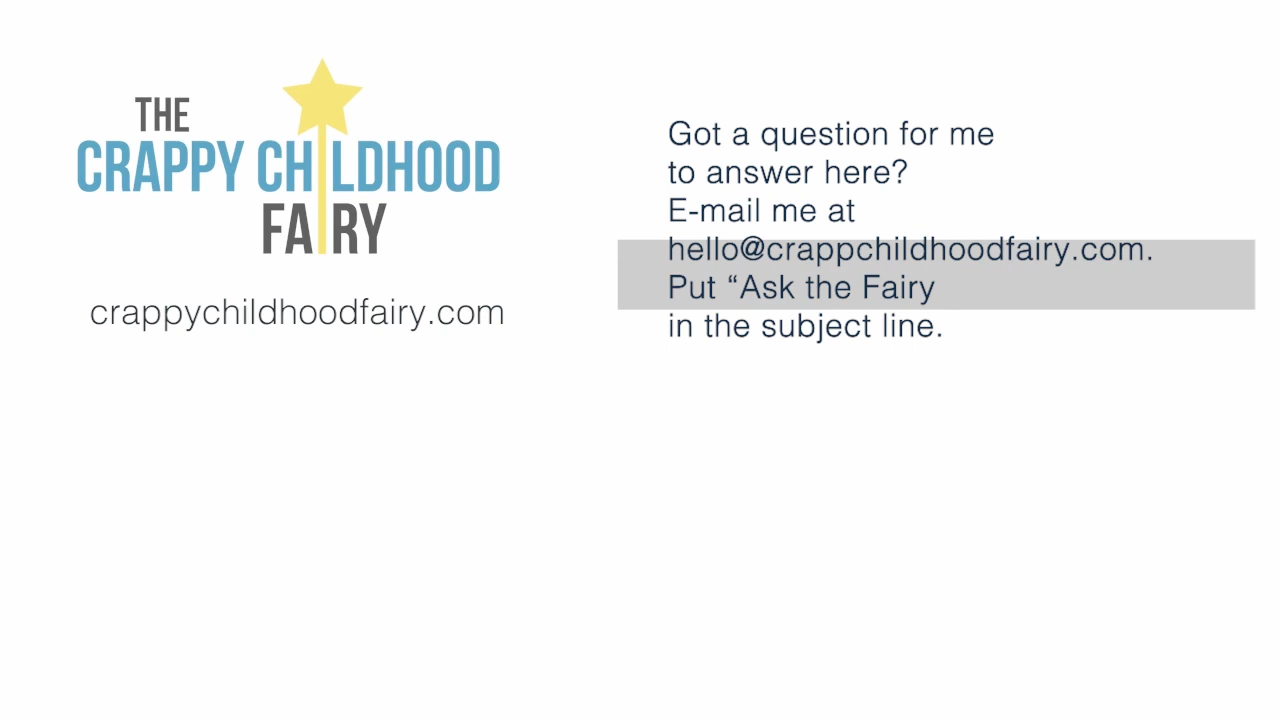 THE
CRAPPY CHILDHOOD
FAIRY
crappychildhoodfairy.com
Got a question for me
to answer here?
E-mail me at
hello@crappchildhoodfairy.com.
Put “Ask the Fairy
in the subject line.